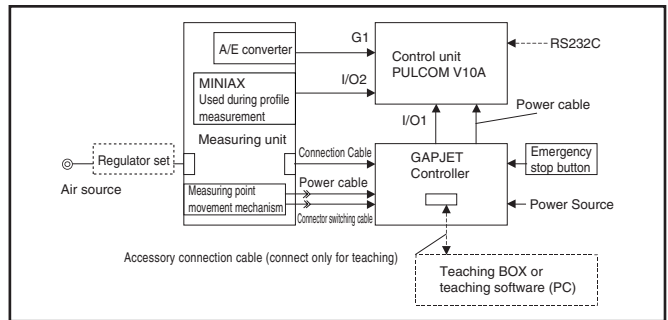 A/E converter
G1
Control unit
PULCOM V10A
RS232C
MINIAX
Used during profile
measurement
I/O2
Measuring unit
I/O1
Power cable
Regulator set
Air source
Connection Cable
GAPJET
Controller
Emergency
stop button
Measuring point
movement mechanism
Power cable
Connector switching cable
Power Source
Accessory connection cable (connect only for teaching)
Teaching BOX or
teaching software (PC)